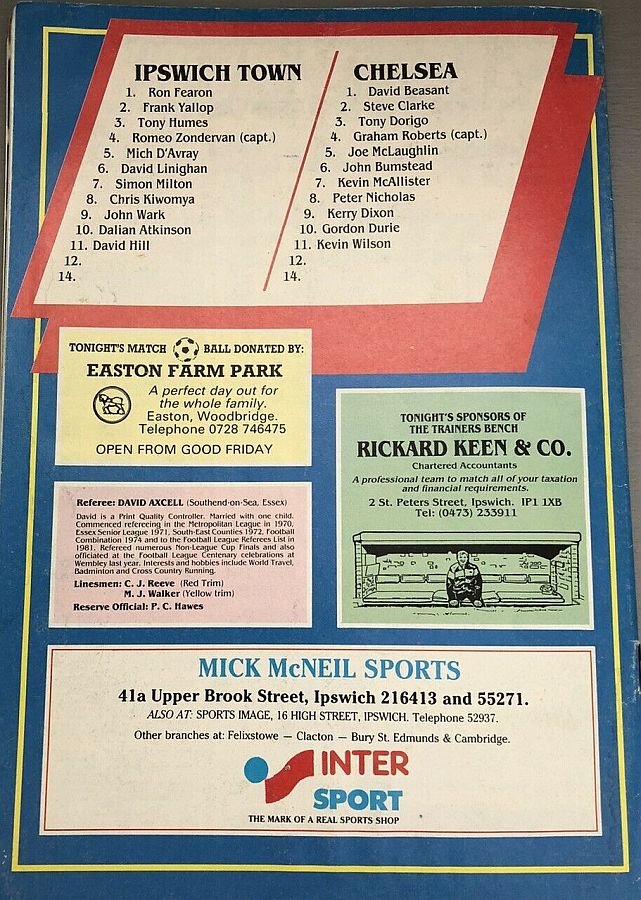 IPSWICH TOWN
1. Ron Fearon
2. Frank Yallop
3. Tony Humes
4. Romeo Zondervan (capt.)
5. Mich D'Avray
6. David Linighan
7. Simon Milton
8. Chris Kiwomya
9. John Wark
10. Dalian Atkinson
11. David Hill
12.
14.
CHELSEA
1. David Beasant
2. Steve Clarke
3. Tony Dorigo
4. Graham Roberts (capt.)
5. Joe McLaughlin
6. John Bumstead
7. Kevin McAllister
8. Peter Nicholas
9. Kerry Dixon
10. Gordon Durie
11. Kevin Wilson
12.
14.
TONIGHT'S MATCH BALL DONATED BY:
EASTON FARM PARK
A perfect day out for
the whole family.
Easton, Woodbridge.
Telephone 0728 746475
OPEN FROM GOOD FRIDAY
TONIGHT'S SPONSORS OF
THE TRAINERS BENCH
RICKARD KEEN & CO.
Chartered Accountants
A professional team to match all of your taxation
and financial requirements.
2 St. Peters Street, Ipswich. IP1 1XB
Tel: (0473) 233911
Referee: DAVID AXCELL (Southend-on-Sea, Essex)
David is a Print Quality Controller. Married with one child.
Commenced refereeing in the Metropolitan League in 1970,
Essex Senior League 1971, South-East Counties 1972, Football
Combination 1974 and to the Football League Referees List in
1981. Refereed numerous Non-League Cup Finals and also
officiated at the Football League Centenary celebrations at
Wembley last year. Interests and hobbies include World Travel,
Badminton and Cross Country Running.
Linesmen: C. J. Reeve (Red Trim)
M. J. Walker (Yellow trim)
Reserve Official: P. C. Hawes
MICK McNEIL SPORTS
41a Upper Brook Street, Ipswich 216413 and 55271.
ALSO AT: SPORTS IMAGE, 16 HIGH STREET, IPSWICH. Telephone 52937.
Other branches at: Felixstowe — Clacton — Bury St. Edmunds & Cambridge.
INTER
SPORT
THE MARK OF A REAL SPORTS SHOP